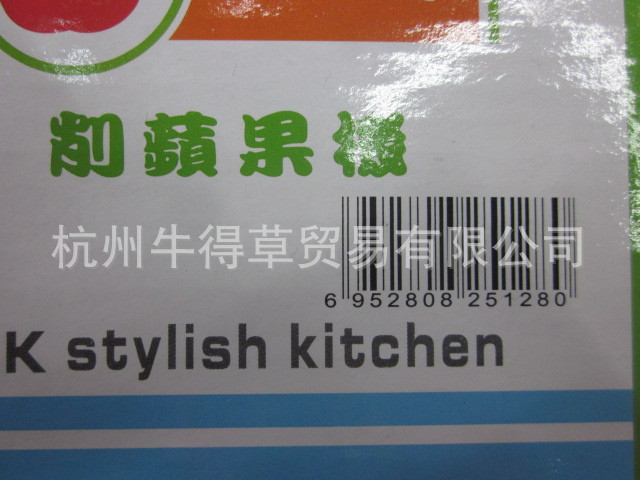 削蘋果機
杭州牛得草贸易有限公司
6 952808 251280
K stylish kitchen